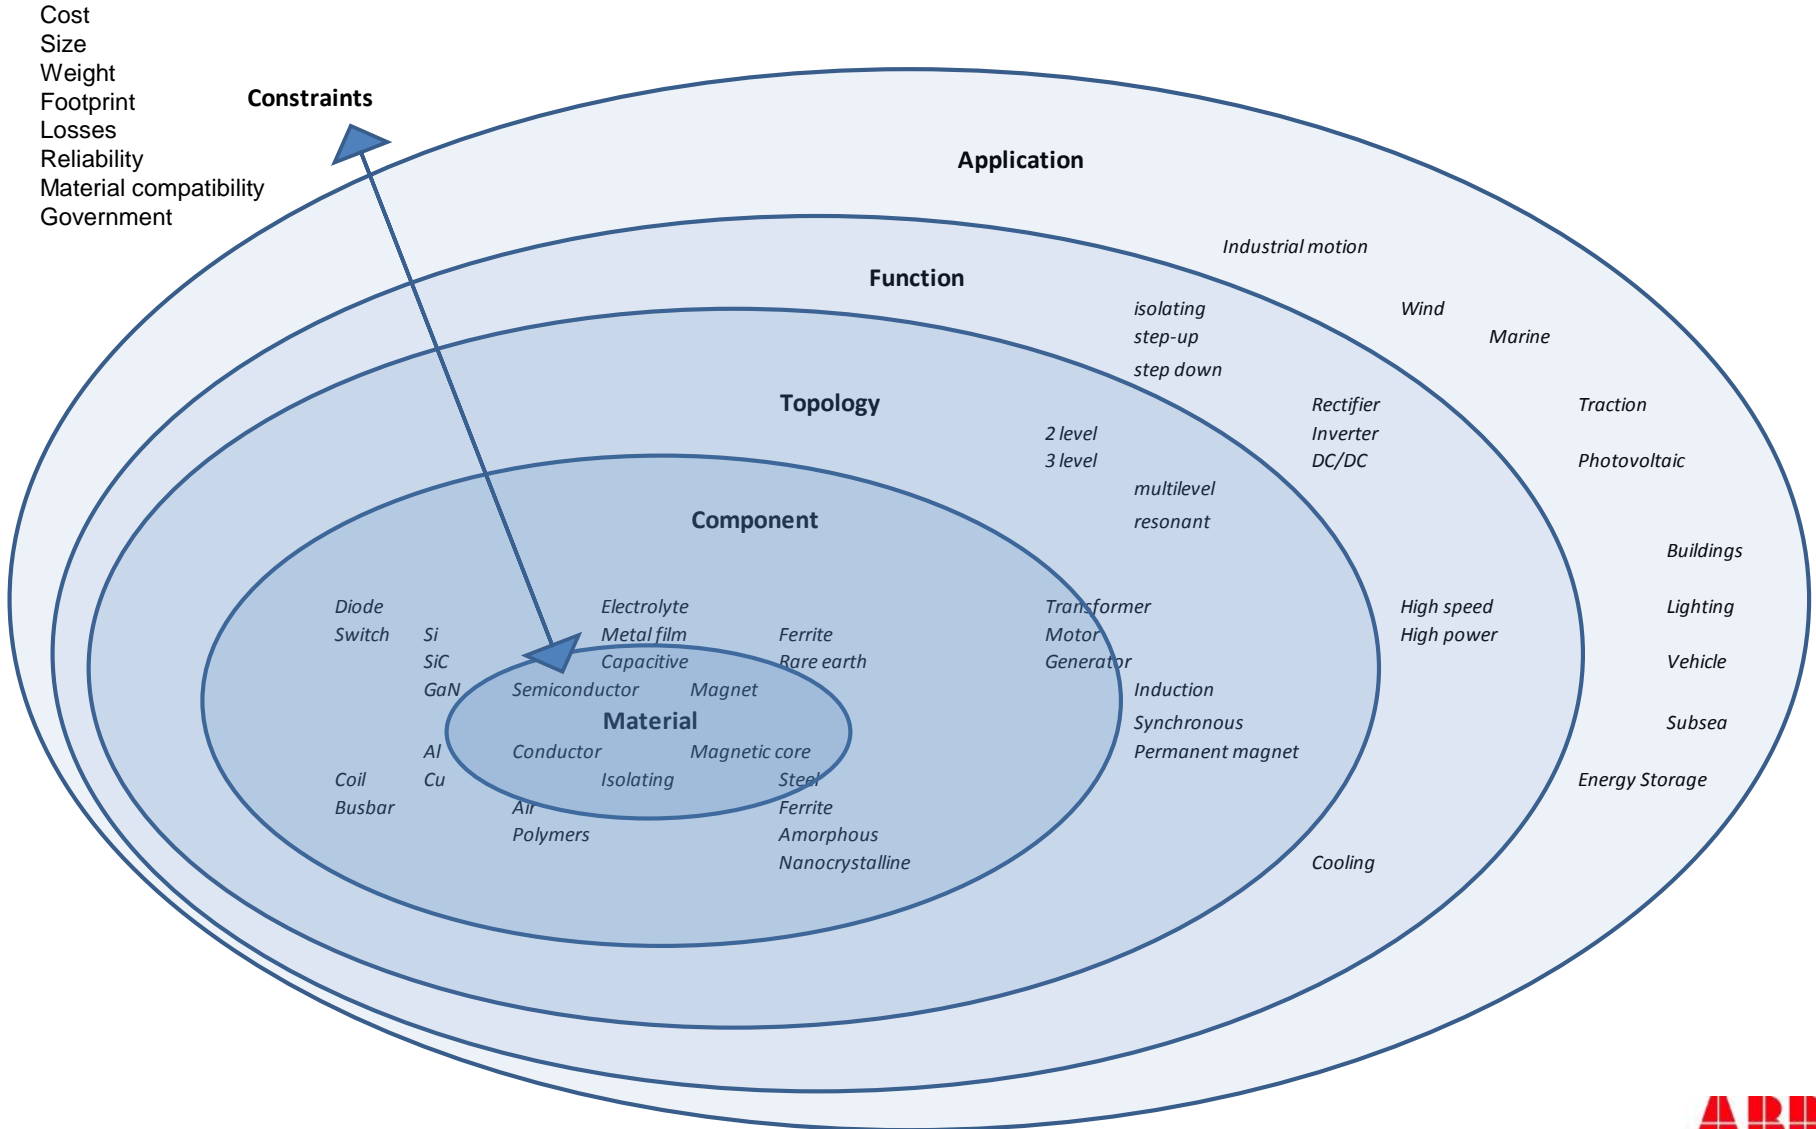 Cost
Size
Weight
Footprint
Losses
Reliability
Material compatibility
Government
Constraints
Application
Industrial motion
Function
isolating
step-up
step down
Wind
Marine
Topology
2 level
3 level
Rectifier
Inverter
DC/DC
Traction
Photovoltaic
multilevel
resonant
Component
Buildings
Diode
Switch
Si
SiC
GaN
Electrolyte
Metal film
Capacitive
Ferrite
Rare earth
Transformer
Motor
Generator
High speed
High power
Lighting
Vehicle
Semiconductor
Magnet
Induction
Synchronous
Permanent magnet
Material
Subsea
Al
Cu
Conductor
Magnetic core
Coil
Busbar
Isolating
Steel
Ferrite
Amorphous
Nanocrystalline
Energy Storage
Air
Polymers
Cooling
ABB